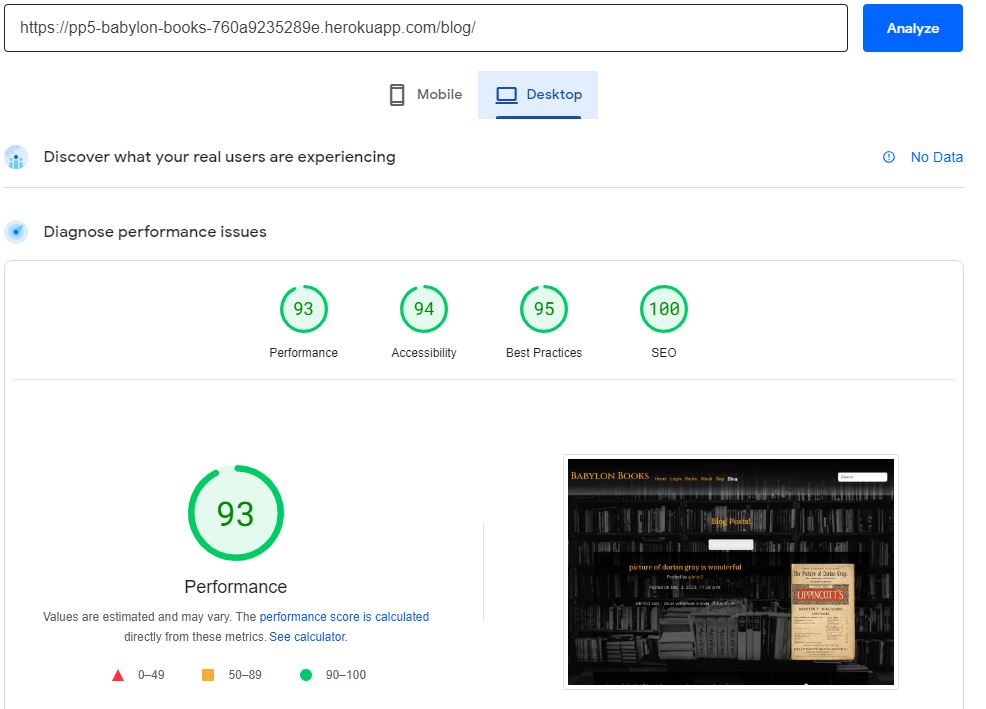 https://pp5-babylon-books-760a9235289e.herokuapp.com/blog/
Analyze
Mobile
Desktop
Discover what your real users are experiencing
No Data
Diagnose performance issues
93
94
95
100
Performance
Accessibility
Best Practices
SEO
93
Performance
Values are estimated and may vary. The performance score is calculated
directly from these metrics. See calculator.
0–49
50–89
90–100
Babylon Books
Home Login Books About Bag Blog
Search
Blog Posts!
picture of dorian gray is wonderful
Posted by admin3
Posted on Dec. 3, 2023, 11:26 p.m.
The Picture of Dorian Gray.
LIPPINCOTT'S
MONTHLY MAGAZINE